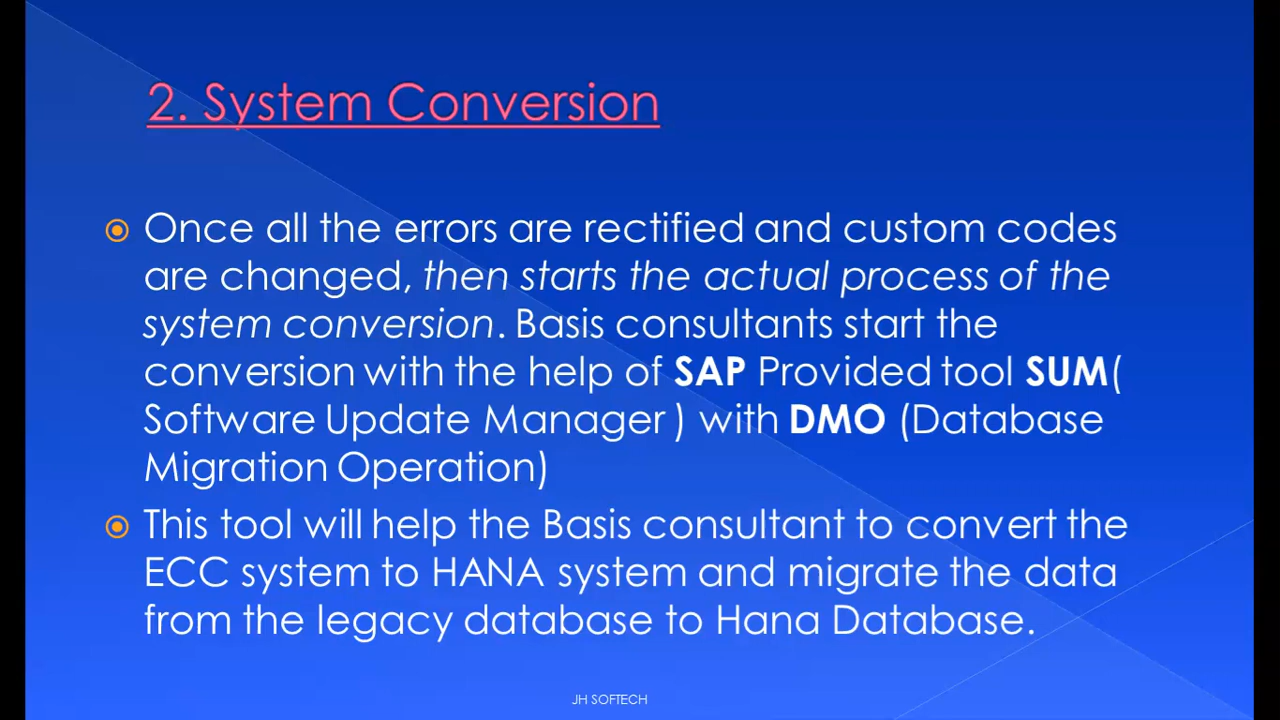 2. System Conversion
Once all the errors are rectified and custom codes
are changed, then starts the actual process of the
system conversion. Basis consultants start the
conversion with the help of SAP Provided tool SUM(
Software Update Manager ) with DMO (Database
Migration Operation)
This tool will help the Basis consultant to convert the
ECC system to HANA system and migrate the data
from the legacy database to Hana Database.
JH SOFTECH